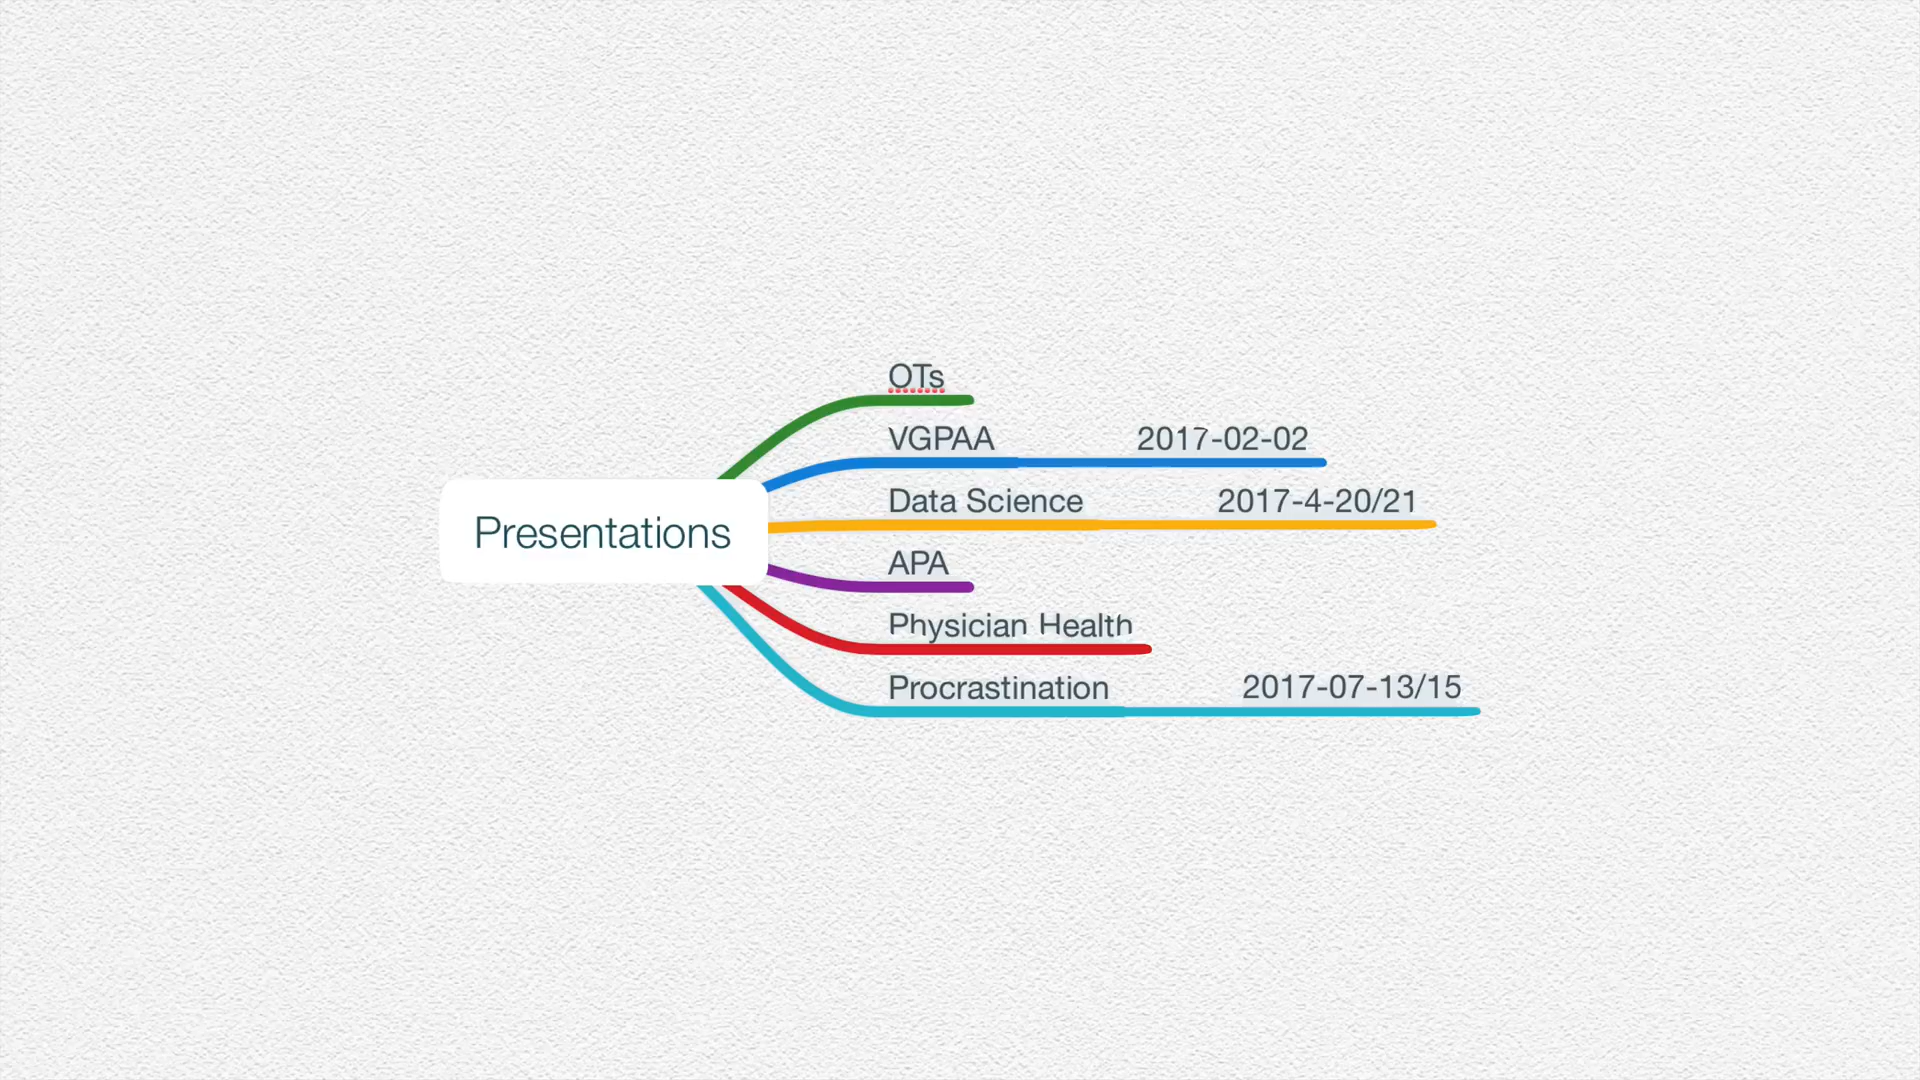 Presentations
OTs
VGPAA 2017-02-02
Data Science 2017-4-20/21
APA
Physician Health
Procrastination 2017-07-13/15